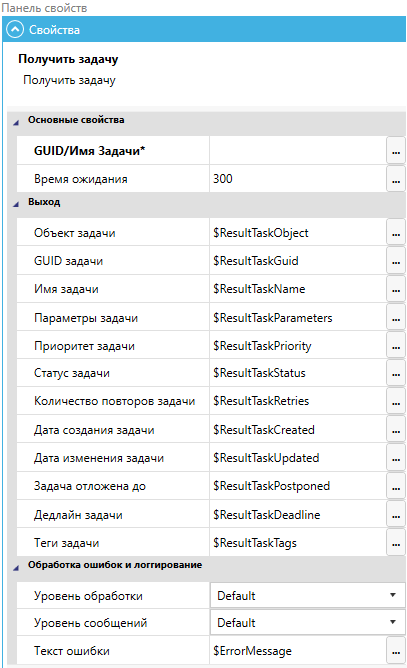 Панель свойств
Свойства
Получить задачу
Получить задачу
Основные свойства
GUID/Имя Задачи* ...
Время ожидания 300 ...
Выход
Объект задачи $ResultTaskObject ...
GUID задачи $ResultTaskGuid ...
Имя задачи $ResultTaskName ...
Параметры задачи $ResultTaskParameters ...
Приоритет задачи $ResultTaskPriority ...
Статус задачи $ResultTaskStatus ...
Количество повторов задачи $ResultTaskRetries ...
Дата создания задачи $ResultTaskCreated ...
Дата изменения задачи $ResultTaskUpdated ...
Задача отложена до $ResultTaskPostponed ...
Дедлайн задачи $ResultTaskDeadline ...
Теги задачи $ResultTaskTags ...
Обработка ошибок и логгирование
Уровень обработки Default
Уровень сообщений Default
Текст ошибки $ErrorMessage ...